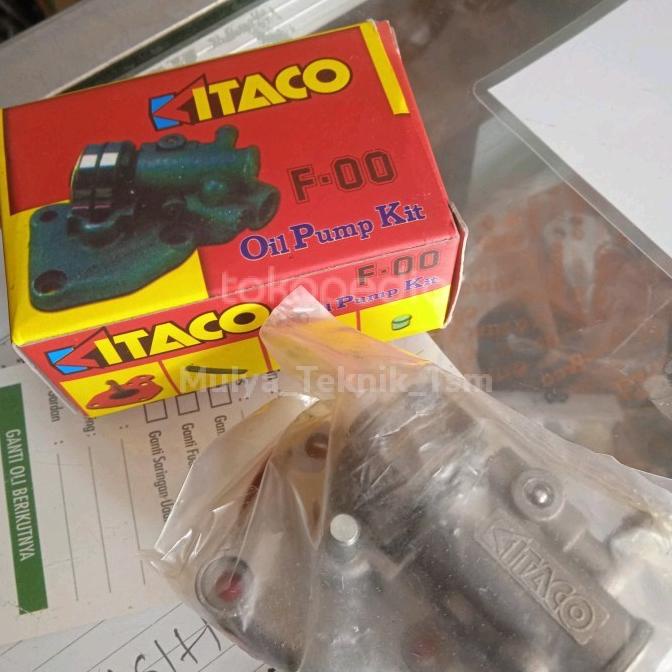 KITACO
F-00
Oil Pump Kit
tokopedia
F-00
KITACO
Oil Pump Kit
Mulya_Teknik_Tsm
GANTI OLI BERIKUTNYA
Gardan
Ganti Saringan Udara
KITACO